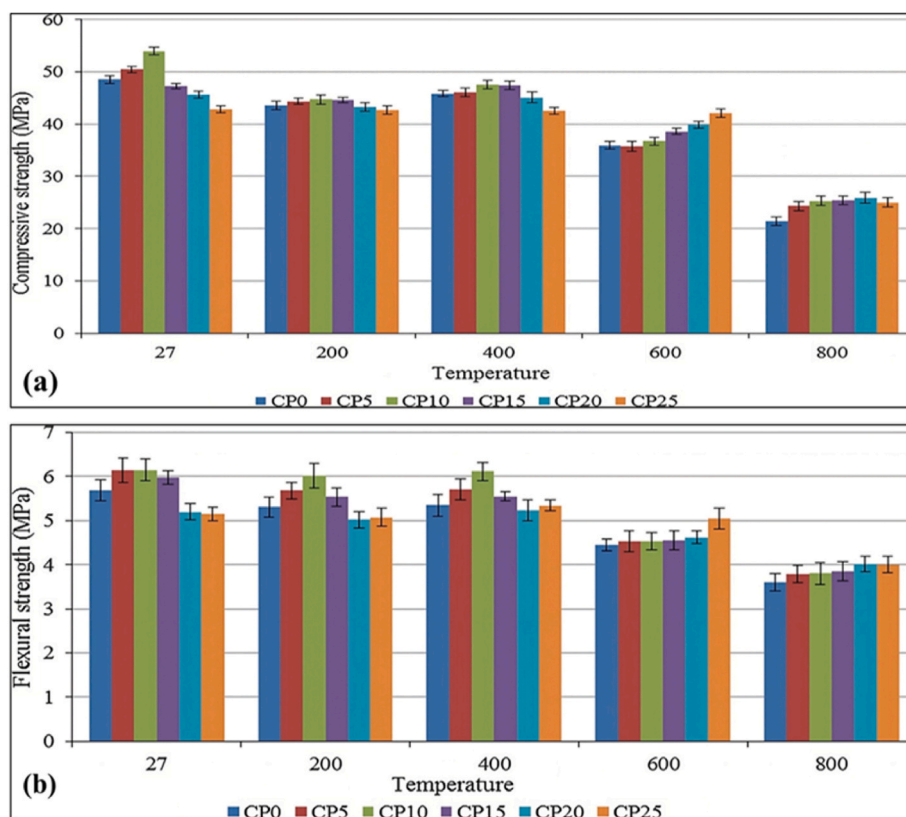 60
50
40
30
20
10
0
Compressive strength (MPa)
27 200 400 600 800
Temperature
(a)
CP0 CP5 CP10 CP15 CP20 CP25
7
6
5
4
3
2
1
0
Flexural strength (MPa)
27 200 400 600 800
Temperature
(b)
CP0 CP5 CP10 CP15 CP20 CP25